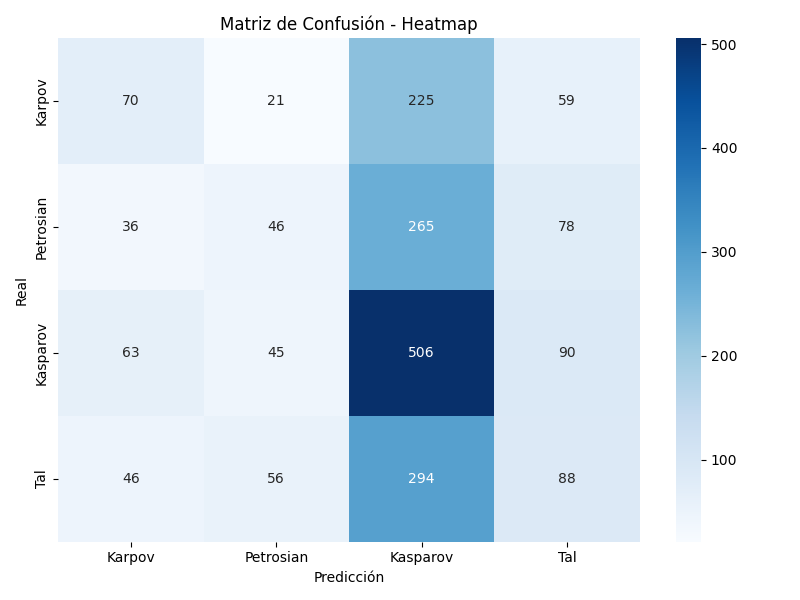 Matriz de Confusión - Heatmap
Real
Karpov 70 21 225 59
Petrosian 36 46 265 78
Kasparov 63 45 506 90
Tal 46 56 294 88
Karpov Petrosian Kasparov Tal
Predicción
500
400
300
200
100